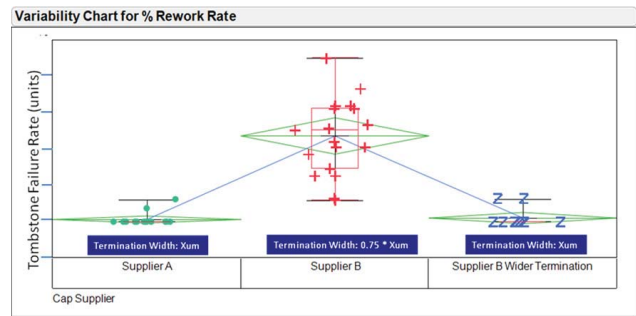 Variability Chart for % Rework Rate
Tombstone Failure Rate (units)
Termination Width: Xum
Termination Width: 0.75 * Xum
Termination Width: Xum
Supplier A
Supplier B
Supplier B Wider Termination
Cap Supplier